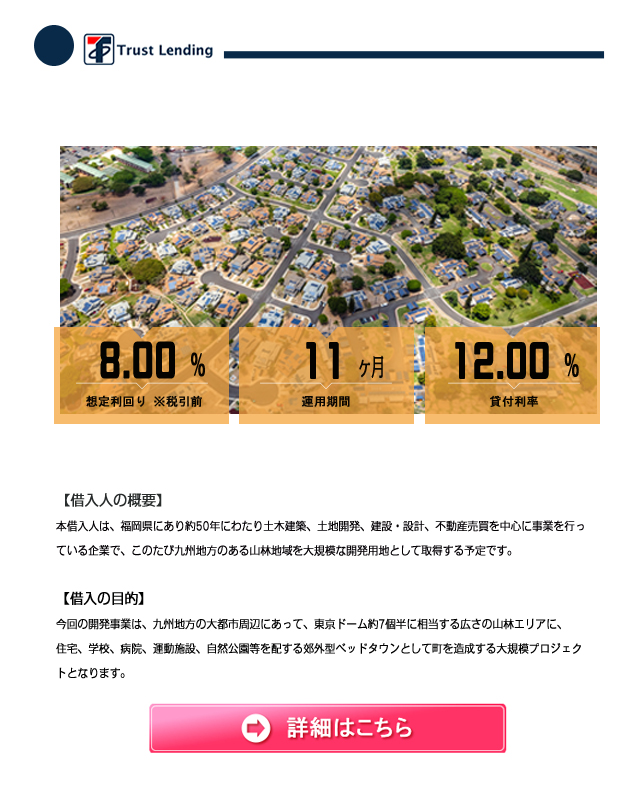 Trust Lending
8.00 %
想定利回り ※税引前
11 ヶ月
運用期間
12.00 %
貸付利率
【借入人の概要】
本借入人は、福岡県にあり約50年にわたり土木建築、土地開発、建設・設計、不動産売買を中心に事業を行っ
ている企業で、このたび九州地方のある山林地域を大規模な開発用地として取得する予定です。
【借入の目的】
今回の開発事業は、九州地方の大都市周辺にあって、東京ドーム約7個半に相当する広さの山林エリアに、
住宅、学校、病院、運動施設、自然公園等を配する郊外型ベッドタウンとして町を造成する大規模プロジェク
トとなります。
詳細はこちら